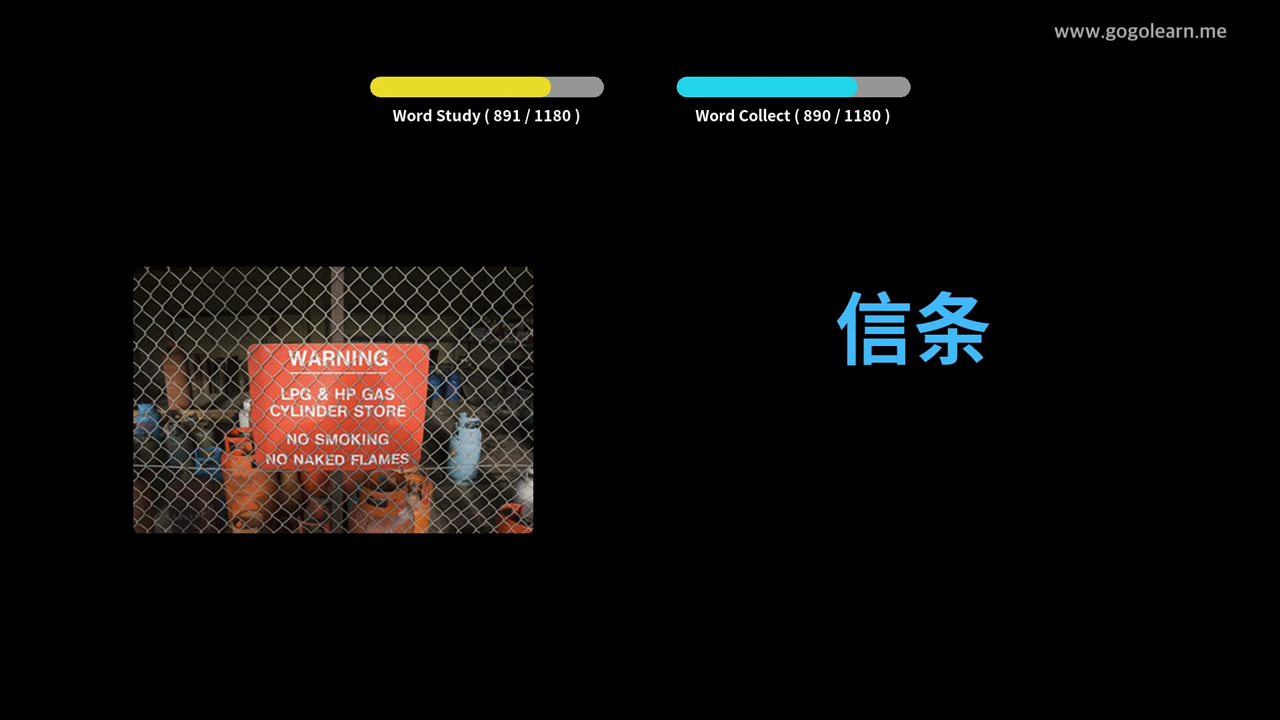 www.gogolearn.me
Word Study ( 891 / 1180 )
Word Collect ( 890 / 1180 )
WARNING
LPG & HP GAS
CYLINDER STORE
NO SMOKING
NO NAKED FLAMES
信条